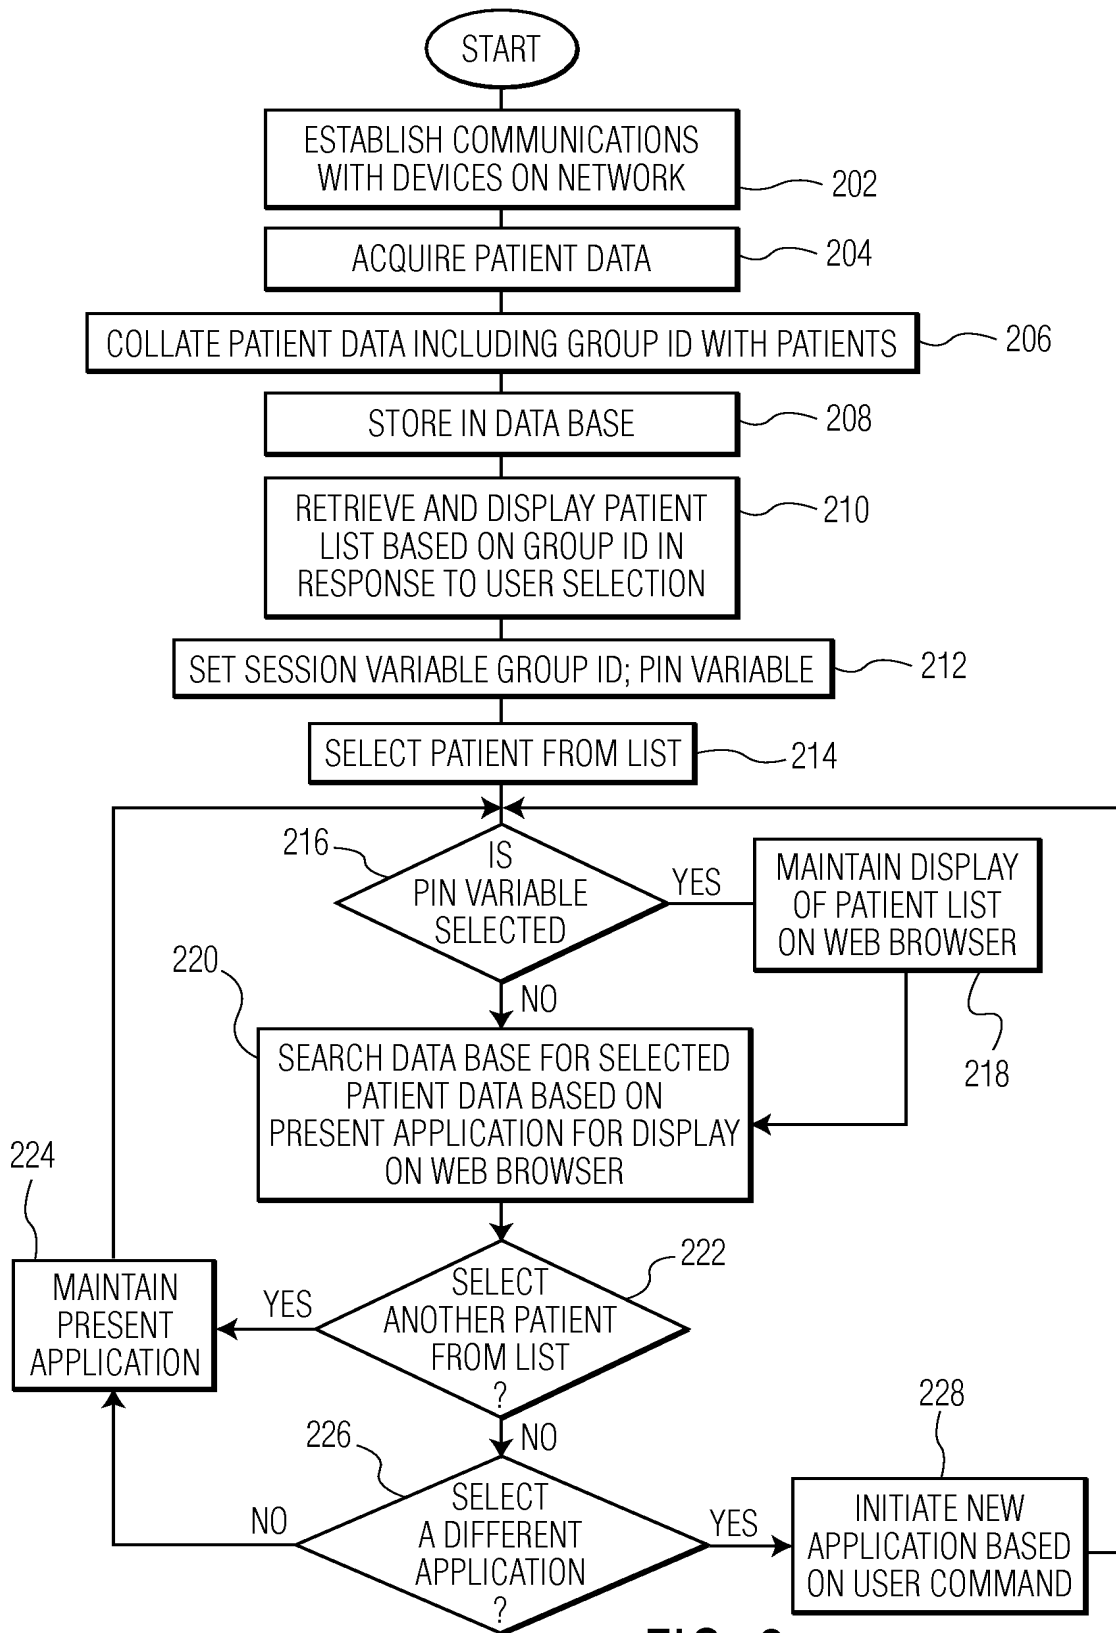 START
ESTABLISH COMMUNICATIONS
WITH DEVICES ON NETWORK
202
ACQUIRE PATIENT DATA
204
COLLATE PATIENT DATA INCLUDING GROUP ID WITH PATIENTS
206
STORE IN DATA BASE
208
RETRIEVE AND DISPLAY PATIENT
LIST BASED ON GROUP ID IN
RESPONSE TO USER SELECTION
210
SET SESSION VARIABLE GROUP ID; PIN VARIABLE
212
SELECT PATIENT FROM LIST
214
216
IS
PIN VARIABLE
SELECTED
YES
MAINTAIN DISPLAY
OF PATIENT LIST
ON WEB BROWSER
218
NO
220
SEARCH DATA BASE FOR SELECTED
PATIENT DATA BASED ON
PRESENT APPLICATION FOR DISPLAY
ON WEB BROWSER
222
SELECT
ANOTHER PATIENT
FROM LIST
?
YES
224
MAINTAIN
PRESENT
APPLICATION
NO
226
SELECT
A DIFFERENT
APPLICATION
?
NO
YES
228
INITIATE NEW
APPLICATION BASED
ON USER COMMAND